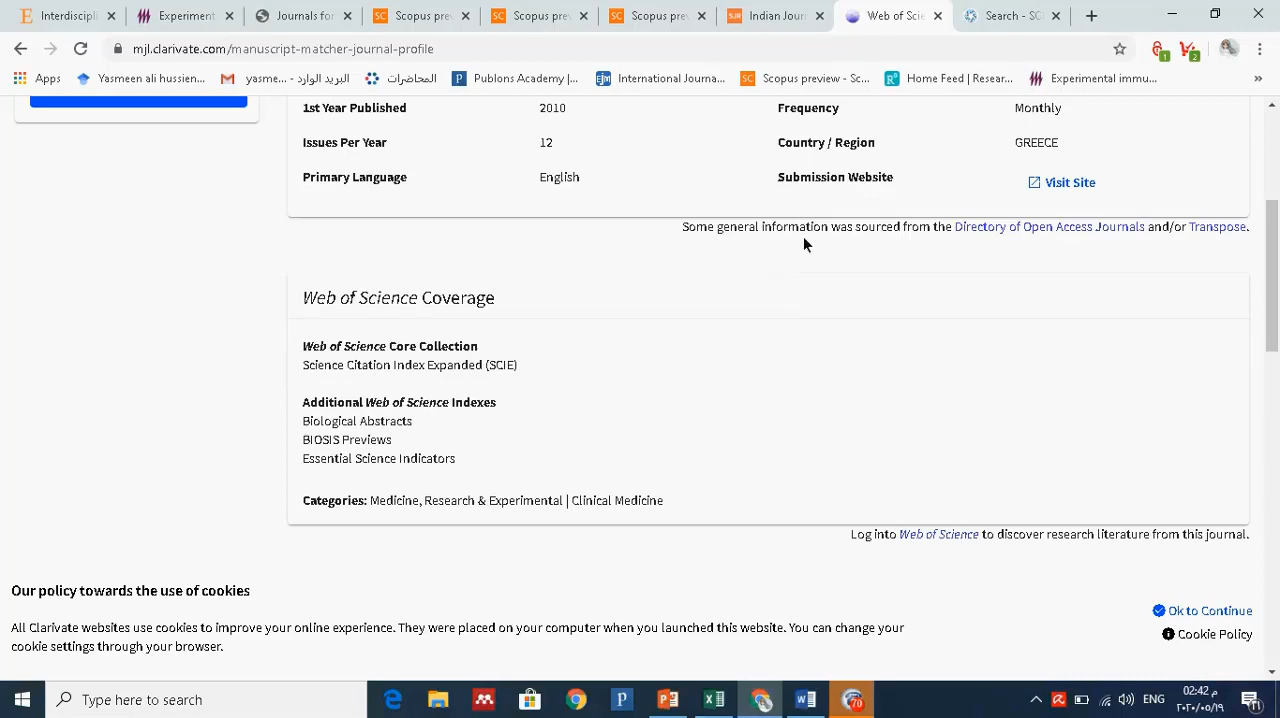 Interdiscipli
Experiment
Journals for
Scopus prev
Scopus prev
Scopus prev
Indian Jour
Web of Scie
Search - SC
mjl.clarivate.com/manuscript-matcher-journal-profile
Apps
Yasmeen ali hussien...
البريد الوارد - yasme...
المحاضرات
Publons Academy |...
International Journa...
Scopus preview - Sc...
Home Feed | Resear...
Experimental immu...
1st Year Published 2010 Frequency Monthly
Issues Per Year 12 Country / Region GREECE
Primary Language English Submission Website Visit Site
Some general information was sourced from the Directory of Open Access Journals and/or Transpose.
Web of Science Coverage
Web of Science Core Collection
Science Citation Index Expanded (SCIE)
Additional Web of Science Indexes
Biological Abstracts
BIOSIS Previews
Essential Science Indicators
Categories: Medicine, Research & Experimental | Clinical Medicine
Log into Web of Science to discover research literature from this journal.
Our policy towards the use of cookies
Ok to Continue
All Clarivate websites use cookies to improve your online experience. They were placed on your computer when you launched this website. You can change your
Cookie Policy
cookie settings through your browser.
Type here to search
ENG
02:42 م
٢٠٢٠/٠٥/١٩